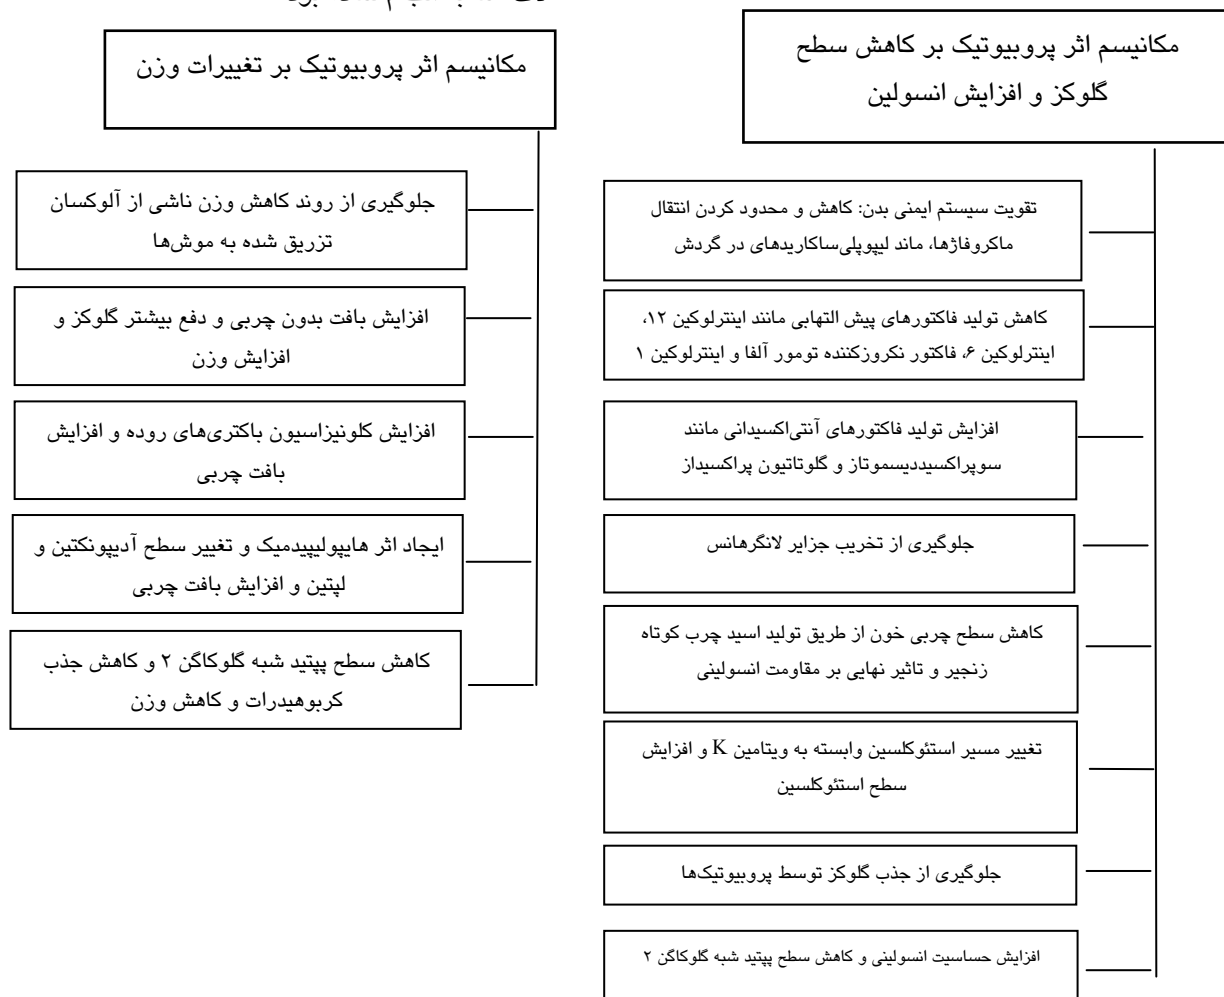 مکانیسم اثر پروبیوتیک بر کاهش سطح
گلوکز و افزایش انسولین
تقویت سیستم ایمنی بدن: کاهش و محدود کردن انتقال
ماکروفاژها، ماند لیپوپلی‌ساکاریدهای در گردش
کاهش تولید فاکتورهای پیش التهابی مانند اینترلوکین ۱۲،
اینترلوکین ۶، فاکتور نکروزکننده تومور آلفا و اینترلوکین ۱
افزایش تولید فاکتورهای آنتی‌اکسیدانی مانند
سوپراکسیددیسموتاز و گلوتاتیون پراکسیداز
جلوگیری از تخریب جزایر لانگرهانس
کاهش سطح چربی خون از طریق تولید اسید چرب کوتاه
زنجیر و تاثیر نهایی بر مقاومت انسولینی
تغییر مسیر استئوکلسین وابسته به ویتامین K و افزایش
سطح استئوکلسین
جلوگیری از جذب گلوکز توسط پروبیوتیک‌ها
افزایش حساسیت انسولینی و کاهش سطح پپتید شبه گلوکاگن ۲
مکانیسم اثر پروبیوتیک بر تغییرات وزن
جلوگیری از روند کاهش وزن ناشی از آلوکسان
تزریق شده به موش‌ها
افزایش بافت بدون چربی و دفع بیشتر گلوکز و
افزایش وزن
افزایش کلونیزاسیون باکتری‌های روده و افزایش
بافت چربی
ایجاد اثر هایپولیپیدمیک و تغییر سطح آدیپونکتین و
لپتین و افزایش بافت چربی
کاهش سطح پپتید شبه گلوکاگن ۲ و کاهش جذب
کربوهیدرات و کاهش وزن